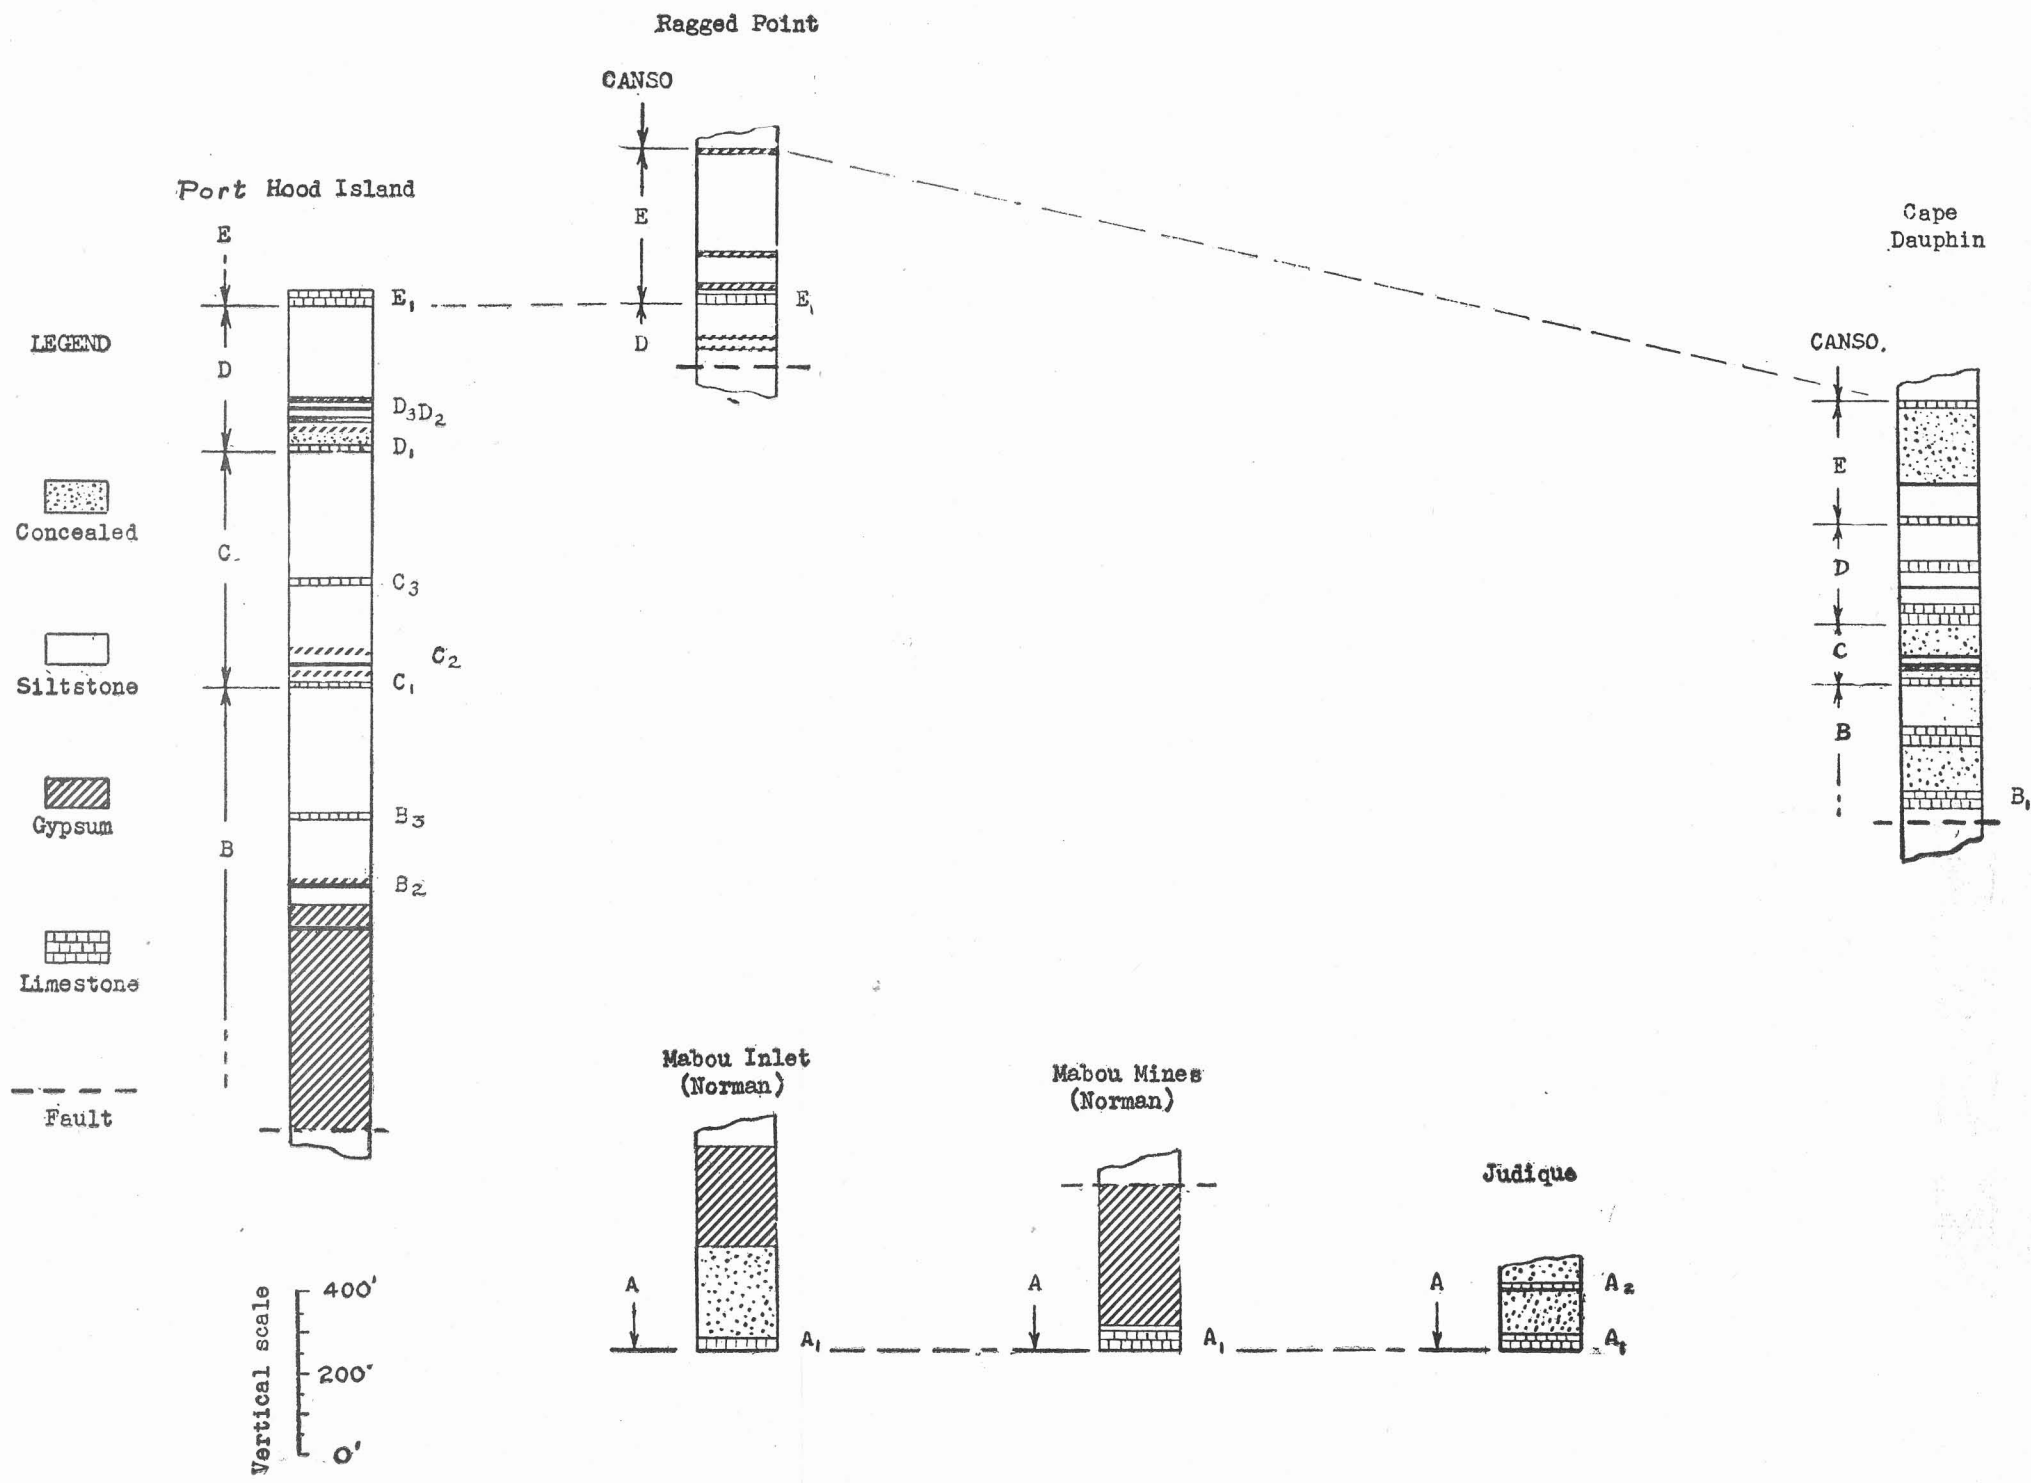 Ragged Point
CANSO
E
D
E₁
Port Hood Island
E
D
C
B
E₁
D₃D₂
D₁
C₃
C₂
C₁
B₃
B₂
LEGEND
Concealed
Siltstone
Gypsum
Limestone
Fault
Cape
Dauphin
CANSO.
E
D
C
B
B₁
Mabou Inlet
(Norman)
A
A₁
Mabou Mines
(Norman)
A
A₁
Judique
A
A₂
A₁
Vertical scale
400'
200'
0'